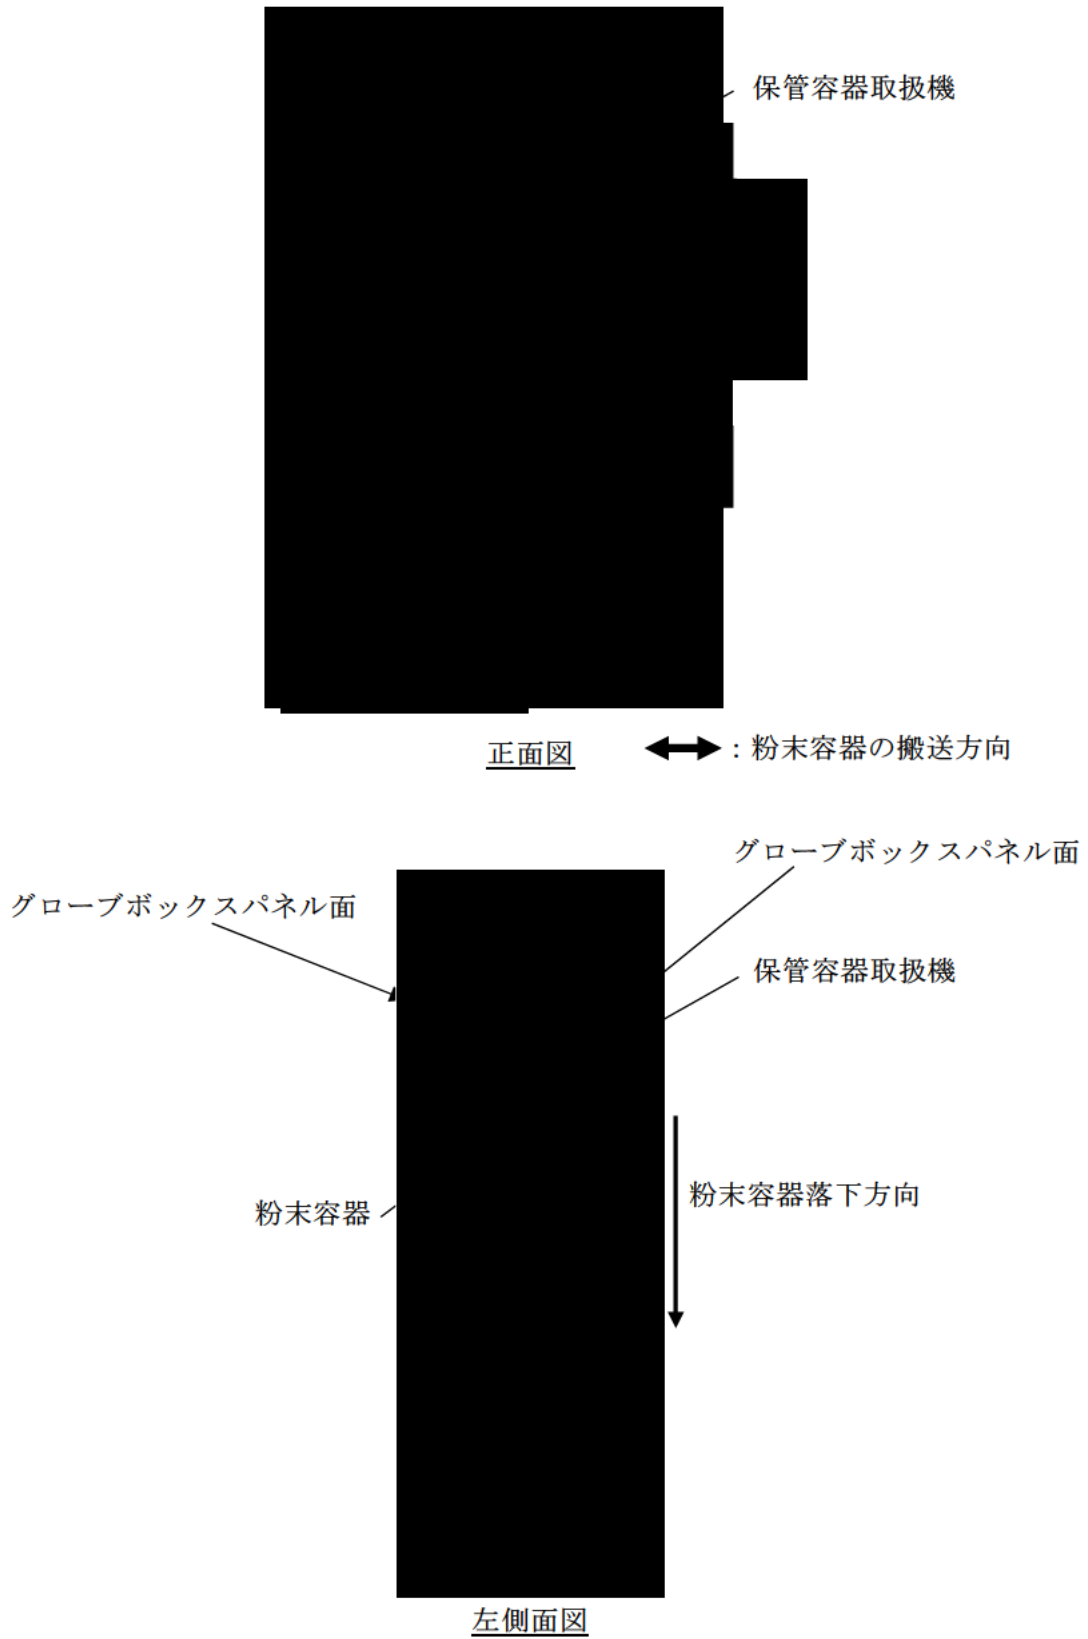 保管容器取扱機
正面図
：粉末容器の搬送方向
グローブボックスパネル面
グローブボックスパネル面
保管容器取扱機
粉末容器落下方向
粉末容器
左側面図